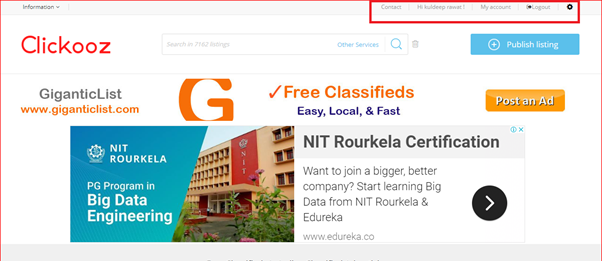 Information
Contact
Hi kuldeep rawat !
My account
Logout
Clickooz
Search in 7162 listings
Other Services
Publish listing
GiganticList
www.giganticlist.com
G
✓Free Classifieds
Easy, Local, & Fast
Post an Ad
NIT
ROURKELA
PG Program in
Big Data
Engineering
NIT Rourkela Certification
Want to join a bigger, better
company? Start learning Big
Data from NIT Rourkela &
Edureka
www.edureka.co